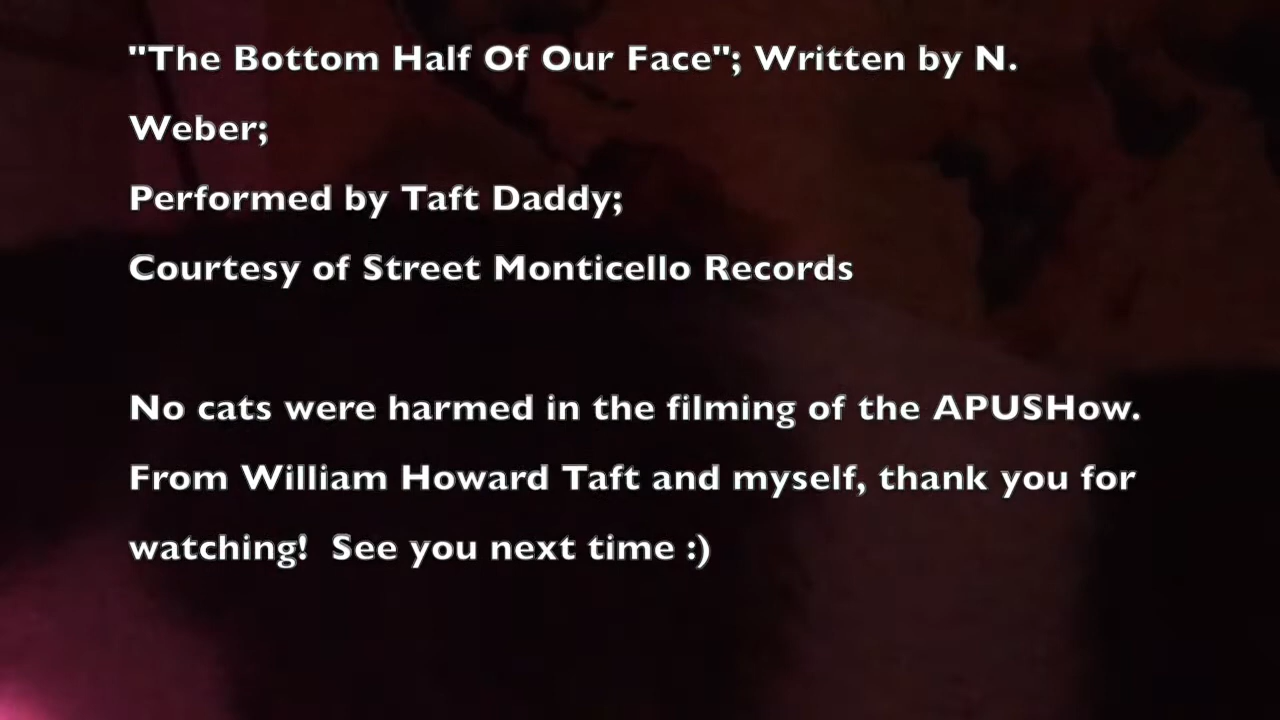 "The Bottom Half Of Our Face"; Written by N.
Weber;
Performed by Taft Daddy;
Courtesy of Street Monticello Records
No cats were harmed in the filming of the APUSHow.
From William Howard Taft and myself, thank you for
watching!  See you next time :)